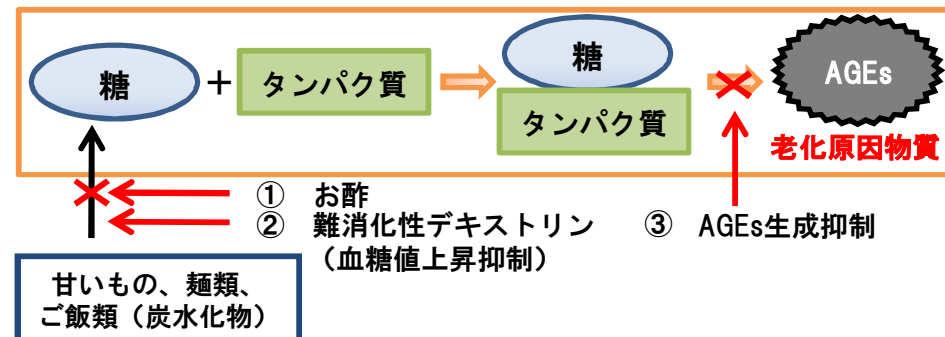 糖
+
タンパク質
糖
タンパク質
AGEs
老化原因物質
① お酢
② 難消化性デキストリン
（血糖値上昇抑制）
③ AGEs生成抑制
甘いもの、麺類、
ご飯類（炭水化物）